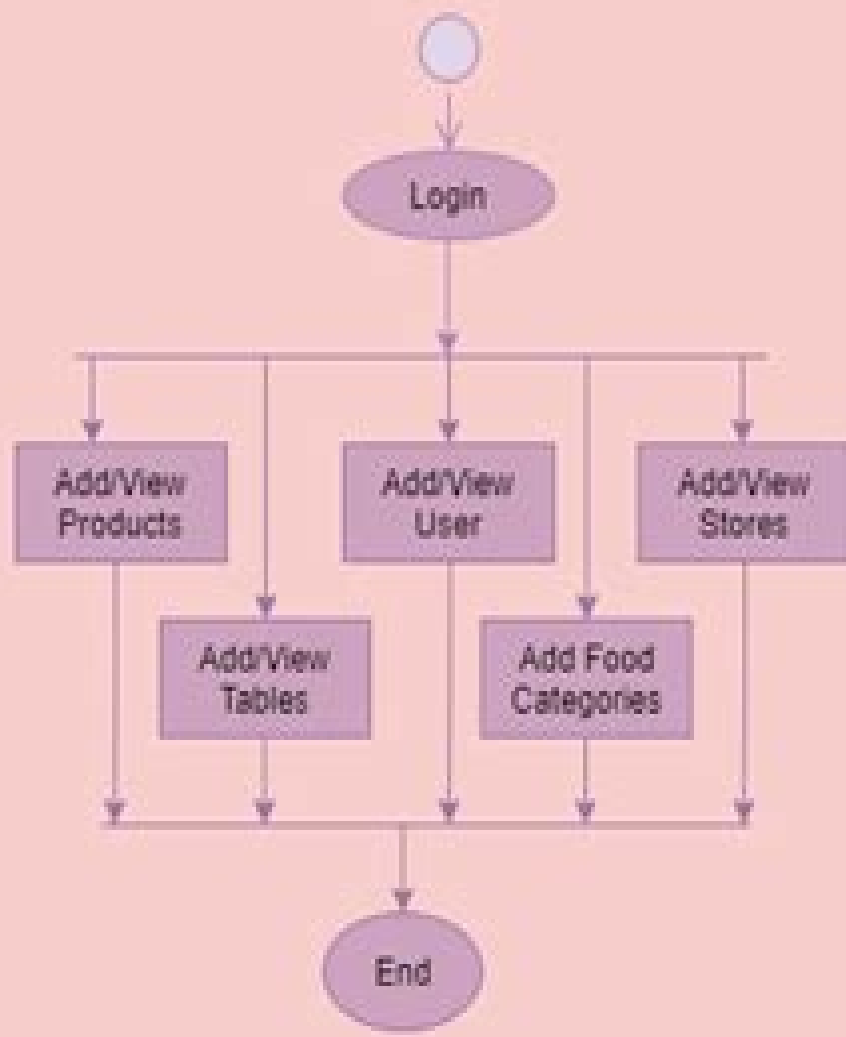 Login
Add/View
Products
Add/View
User
Add/View
Stores
Add/View
Tables
Add Food
Categories
End